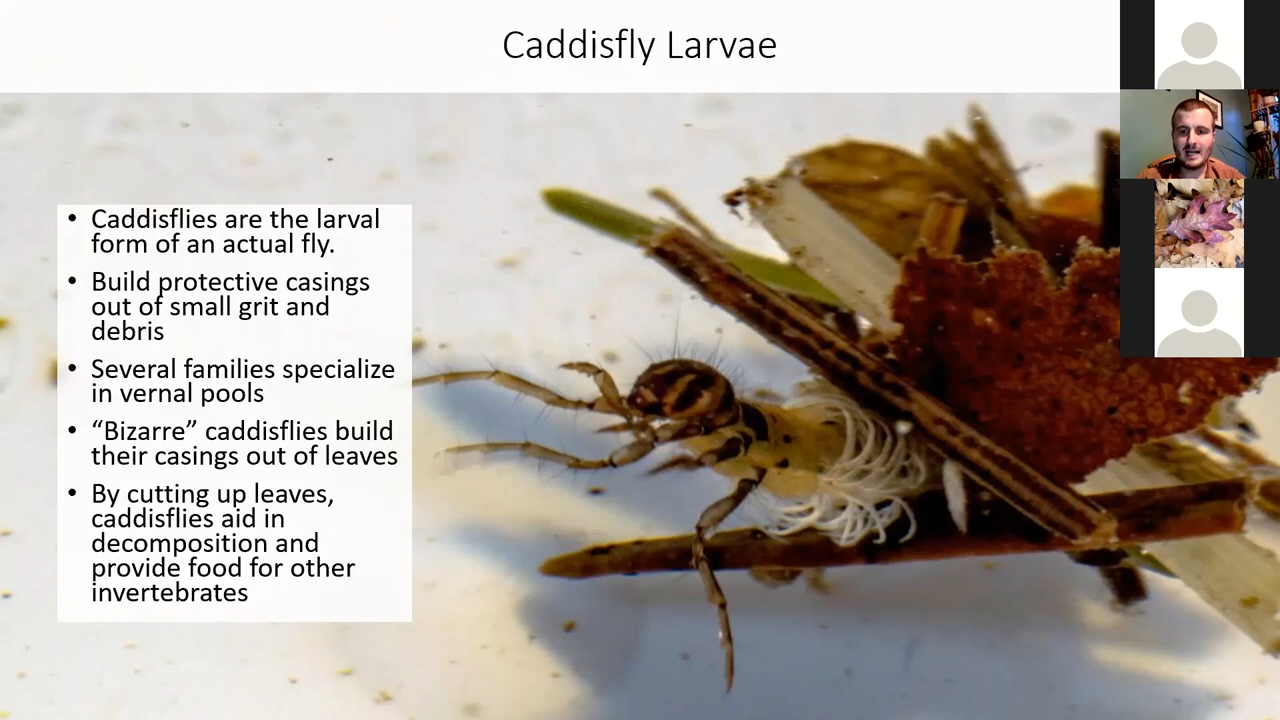 Caddisfly Larvae
• Caddisflies are the larval
form of an actual fly.
• Build protective casings
out of small grit and
debris
• Several families specialize
in vernal pools
• “Bizarre” caddisflies build
their casings out of leaves
• By cutting up leaves,
caddisflies aid in
decomposition and
provide food for other
invertebrates